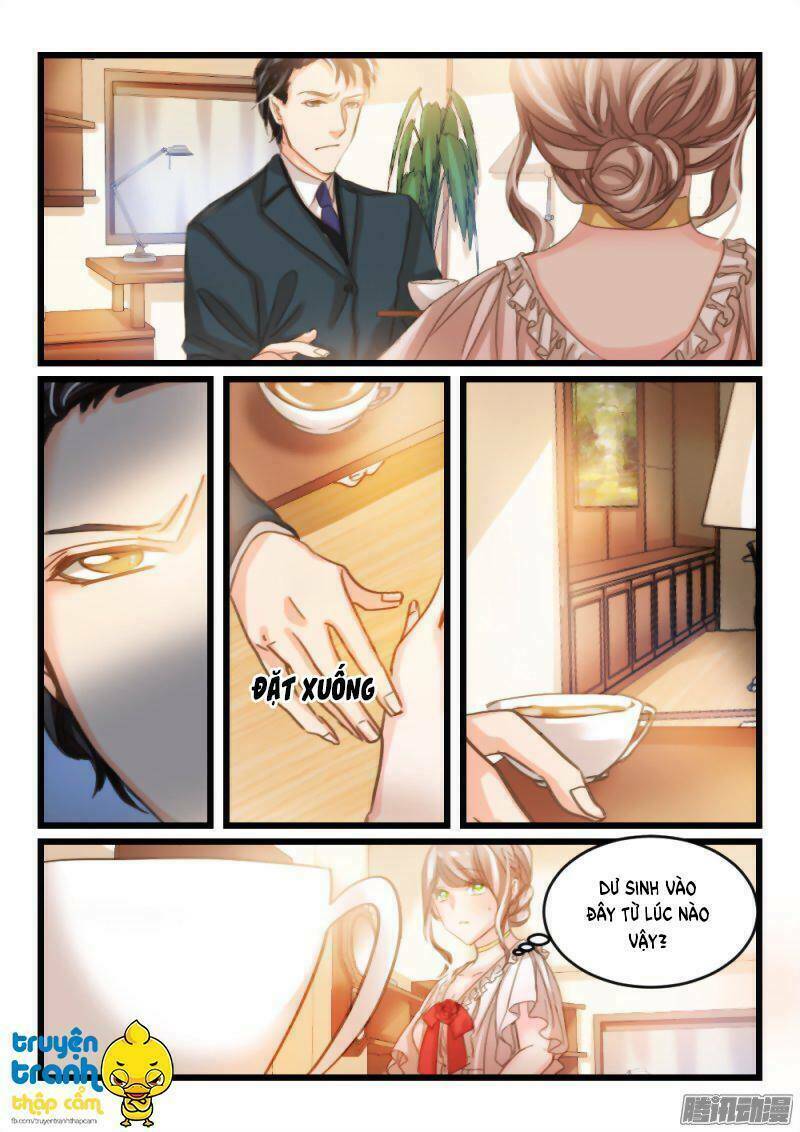 ĐẶT XUỐNG
DƯ SINH VÀO
ĐÂY TỪ LÚC NÀO
VẬY?
truyện
tranh
thập cẩm
fb.com/truyentranhthapcam
腾讯动漫